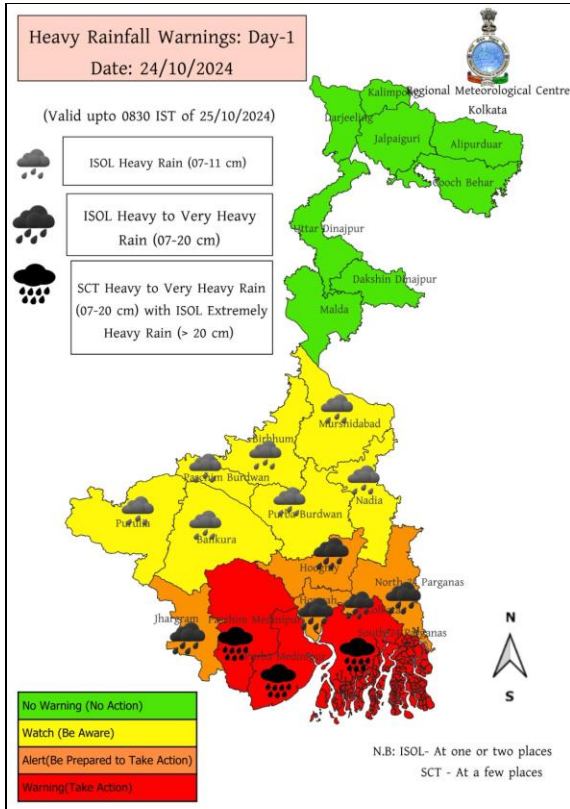 Heavy Rainfall Warnings: Day-1
Date: 24/10/2024
Regional Meteorological Centre
Kolkata
(Valid upto 0830 IST of 25/10/2024)
ISOL Heavy Rain (07-11 cm)
ISOL Heavy to Very Heavy
Rain (07-20 cm)
SCT Heavy to Very Heavy Rain
(07-20 cm) with ISOL Extremely
Heavy Rain (> 20 cm)
Kalimpong
Darjeeling
Jalpaiguri
Alipurduar
Cooch Behar
Uttar Dinajpur
Dakshin Dinajpur
Malda
Murshidabad
Birbhum
Paschim Burdwan
Nadia
Purba Burdwan
Purulia
Bankura
Hooghly
North 24 Parganas
Howrah
Kolkata
Jhargram
Paschim Medinipur
South 24 Parganas
Purba Medinipur
N
S
No Warning (No Action)
Watch (Be Aware)
Alert(Be Prepared to Take Action)
Warning(Take Action)
N.B: ISOL- At one or two places
SCT - At a few places